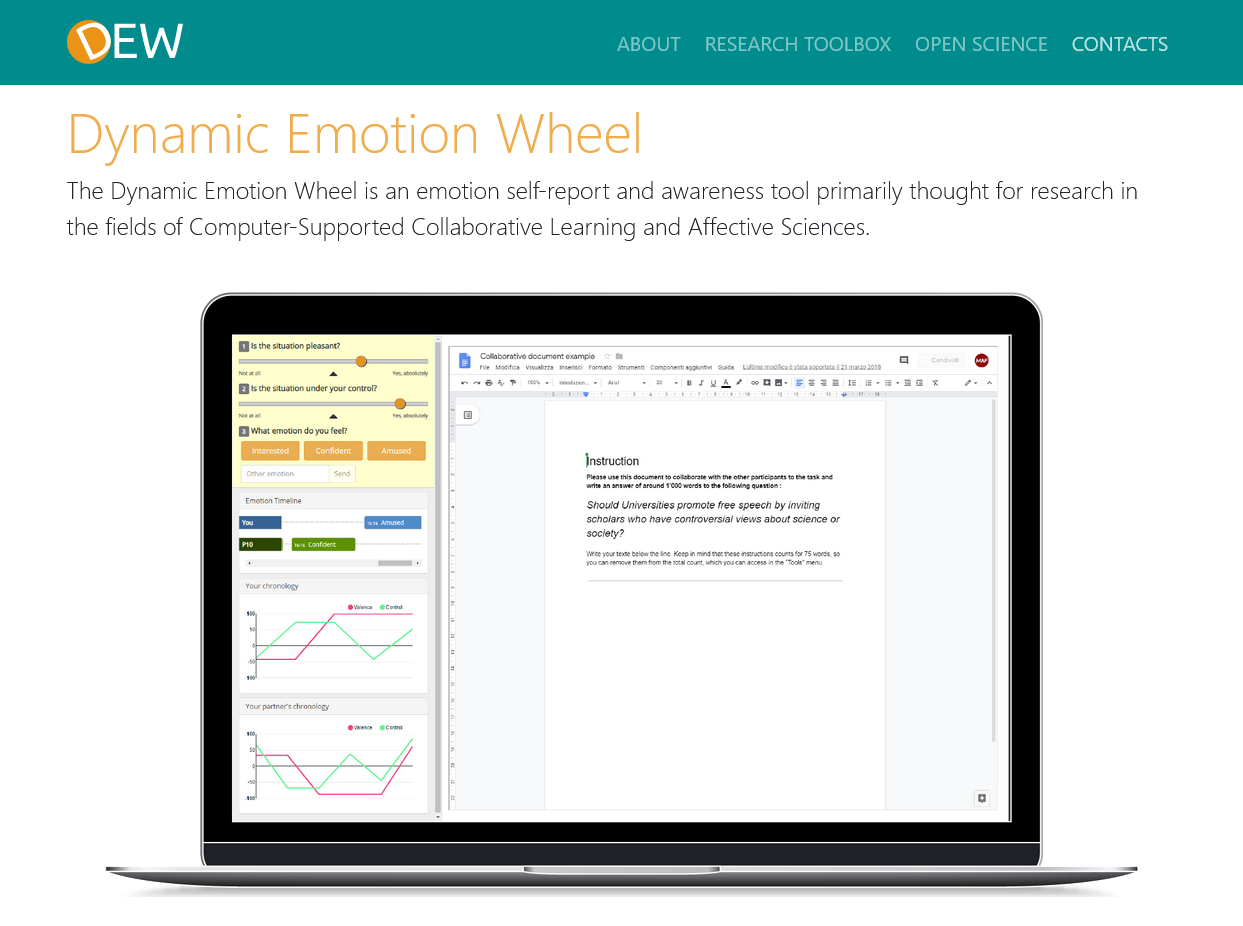 DEW
ABOUT RESEARCH TOOLBOX OPEN SCIENCE CONTACTS
Dynamic Emotion Wheel
The Dynamic Emotion Wheel is an emotion self-report and awareness tool primarily thought for research in
the fields of Computer-Supported Collaborative Learning and Affective Sciences.
1 Is the situation pleasant?
Not at all Yes, absolutely
2 Is the situation under your control?
Not at all Yes, absolutely
3 What emotion do you feel?
Interested Confident Amused
Other emotion Send
Emotion Timeline
You Amused
P10 Confident
Your chronology
Valence Control
100
50
0
-50
-100
Your partner's chronology
Valence Control
100
50
0
-50
-100
Collaborative document example
Condividi MAP
File Modifica Visualizza Inserisci Formato Strumenti Componenti aggiuntivi Guida L'ultima modifica è stata apportata il 21 marzo 2019
100% Arial 20 B I U A
Instruction
Please use this document to collaborate with the other participants to the task and
write an answer of around 1'000 words to the following question :
Should Universities promote free speech by inviting
scholars who have controversial views about science or
society?
Write your texte below the line. Keep in mind that these instructions counts for 75 words, so
you can remove them from the total count, which you can access in the "Tools" menu.